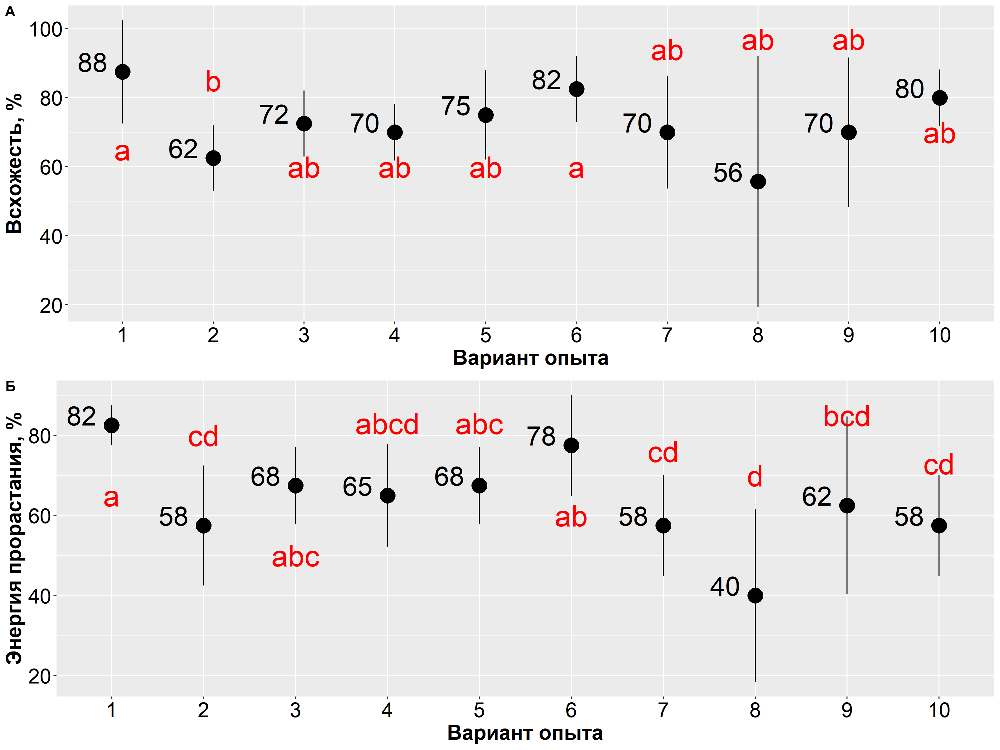 А
Всхожесть, %
100
80
60
40
20
88
62
72
70
75
82
70
56
70
80
a
b
ab
ab
ab
a
ab
ab
ab
ab
1 2 3 4 5 6 7 8 9 10
Вариант опыта
Б
Энергия прорастания, %
80
60
40
20
82
58
68
65
68
78
58
40
62
58
a
cd
abc
abcd
abc
ab
cd
d
bcd
cd
1 2 3 4 5 6 7 8 9 10
Вариант опыта